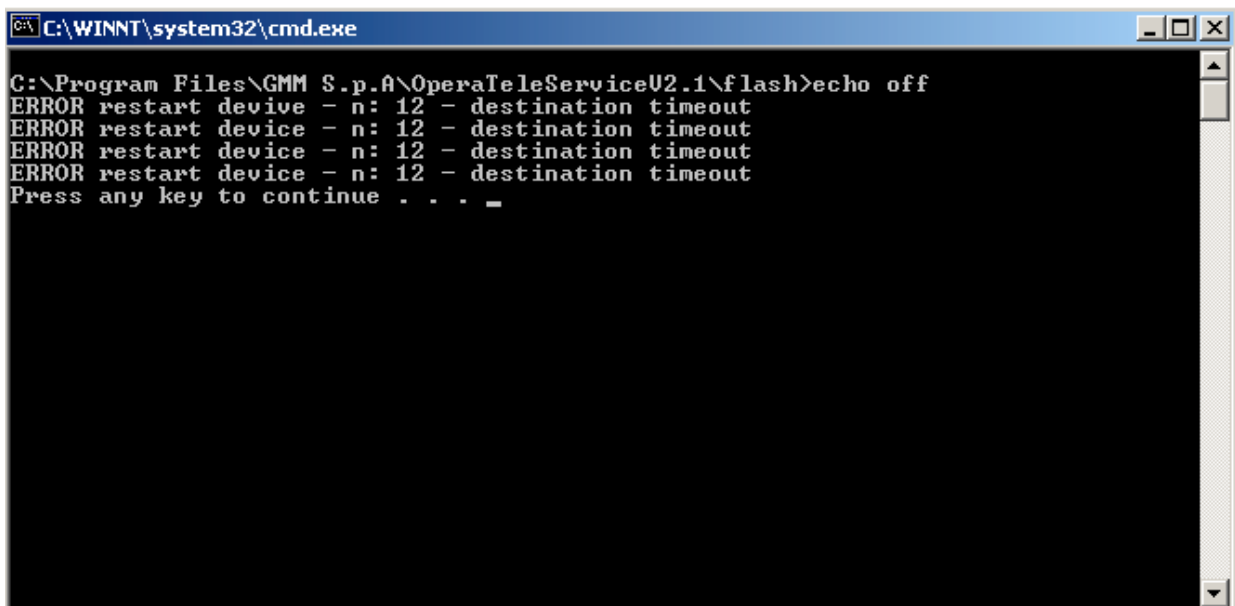 C:\WINNT\system32\cmd.exe
C:\Program Files\GMM S.p.A\OperaTeleServiceV2.1\flash>echo off
ERROR restart devive - n: 12 - destination timeout
ERROR restart device - n: 12 - destination timeout
ERROR restart device - n: 12 - destination timeout
ERROR restart device - n: 12 - destination timeout
Press any key to continue . . . _